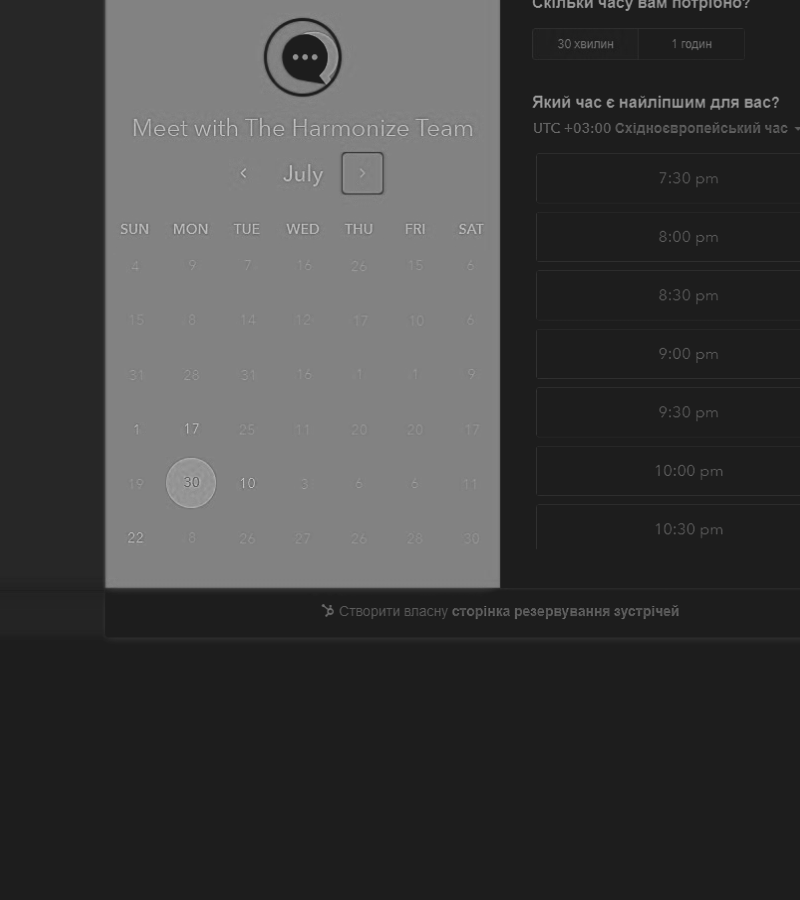 Скільки часу вам потрібно?
30 хвилин
1 годин
Meet with The Harmonize Team
July
SUN MON TUE WED THU FRI SAT
4 9 7 16 26 15 6
15 8 14 12 17 10 6
31 28 31 16 1 1 9
1 17 25 11 20 20 17
19 30 10 3 6 6 11
22 8 26 27 26 28 30
Який час є найліпшим для вас?
UTC +03:00 Східноєвропейський час
7:30 pm
8:00 pm
8:30 pm
9:00 pm
9:30 pm
10:00 pm
10:30 pm
Створити власну сторінка резервування зустрічей